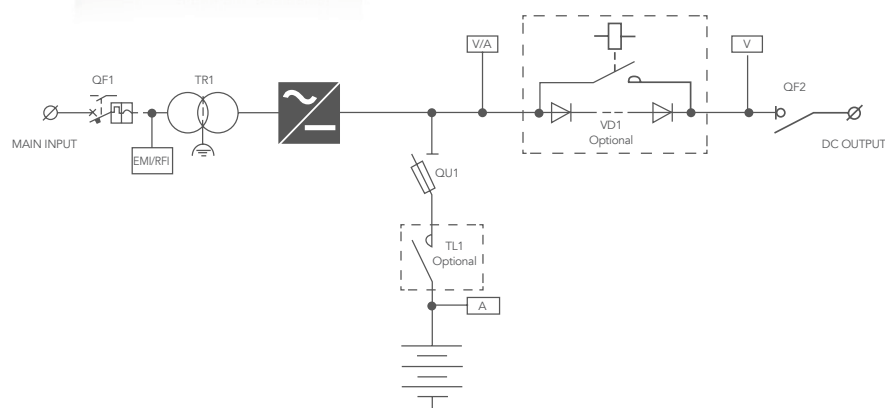 V/A
V
QF1
TR1
QF2
MAIN INPUT
EMI/RFI
VD1
Optional
DC OUTPUT
QU1
TL1
Optional
A